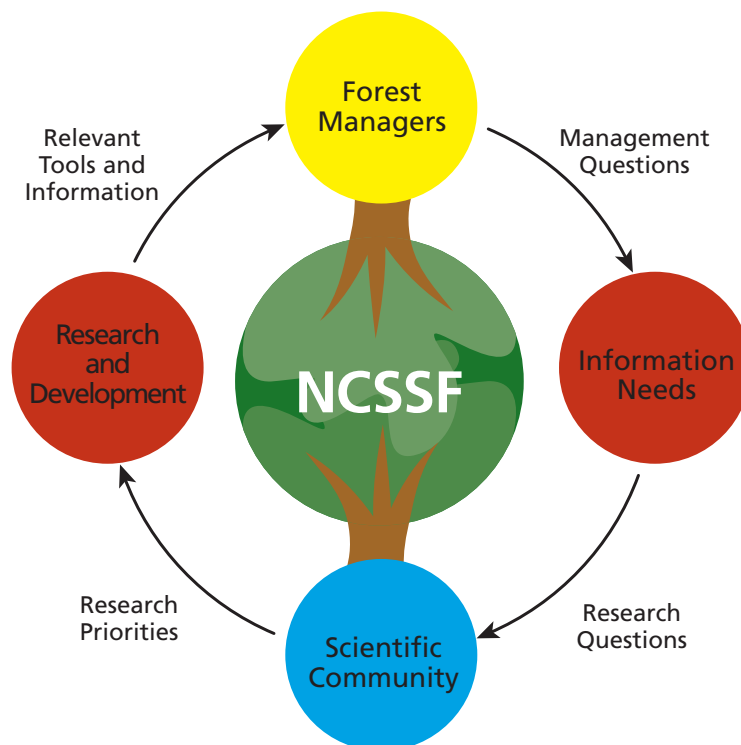 Forest
Managers
Relevant
Tools and
Information
Management
Questions
Research
and
Development
NCSSF
Information
Needs
Research
Priorities
Scientific
Community
Research
Questions